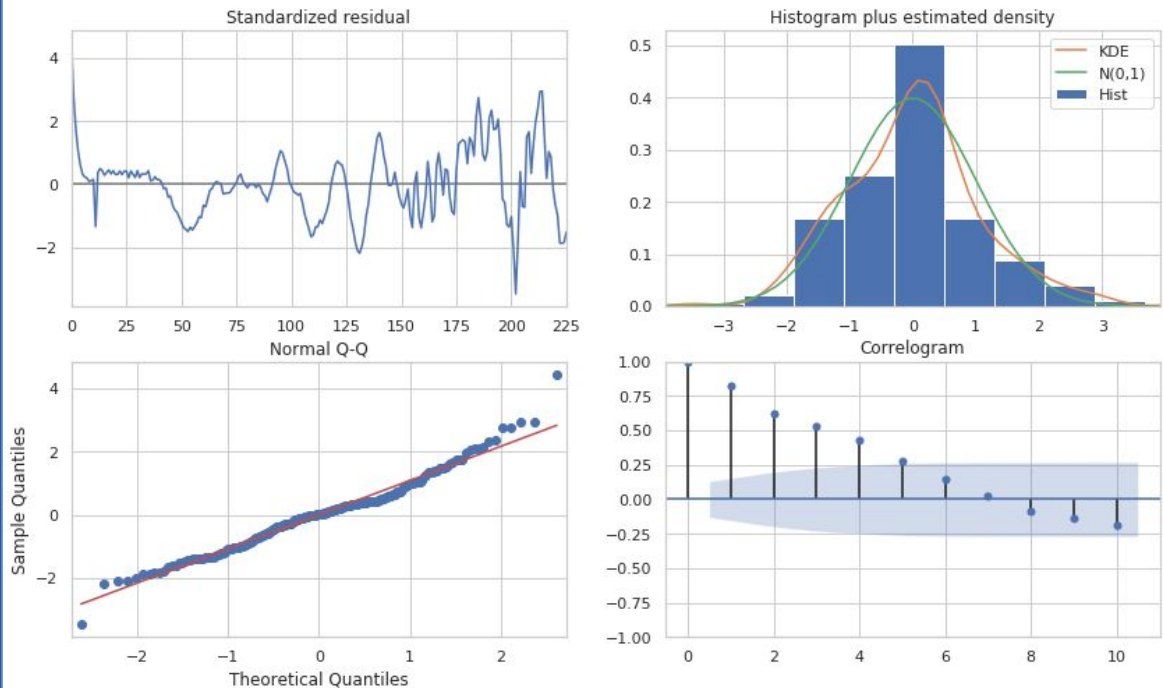 Standardized residual
4
2
0
−2
0 25 50 75 100 125 150 175 200 225
Histogram plus estimated density
0.5
0.4
0.3
0.2
0.1
0.0
−3 −2 −1 0 1 2 3
KDE
N(0,1)
Hist
Normal Q-Q
Sample Quantiles
4
2
0
−2
−2 −1 0 1 2
Theoretical Quantiles
Correlogram
1.00
0.75
0.50
0.25
0.00
−0.25
−0.50
−0.75
−1.00
0 2 4 6 8 10